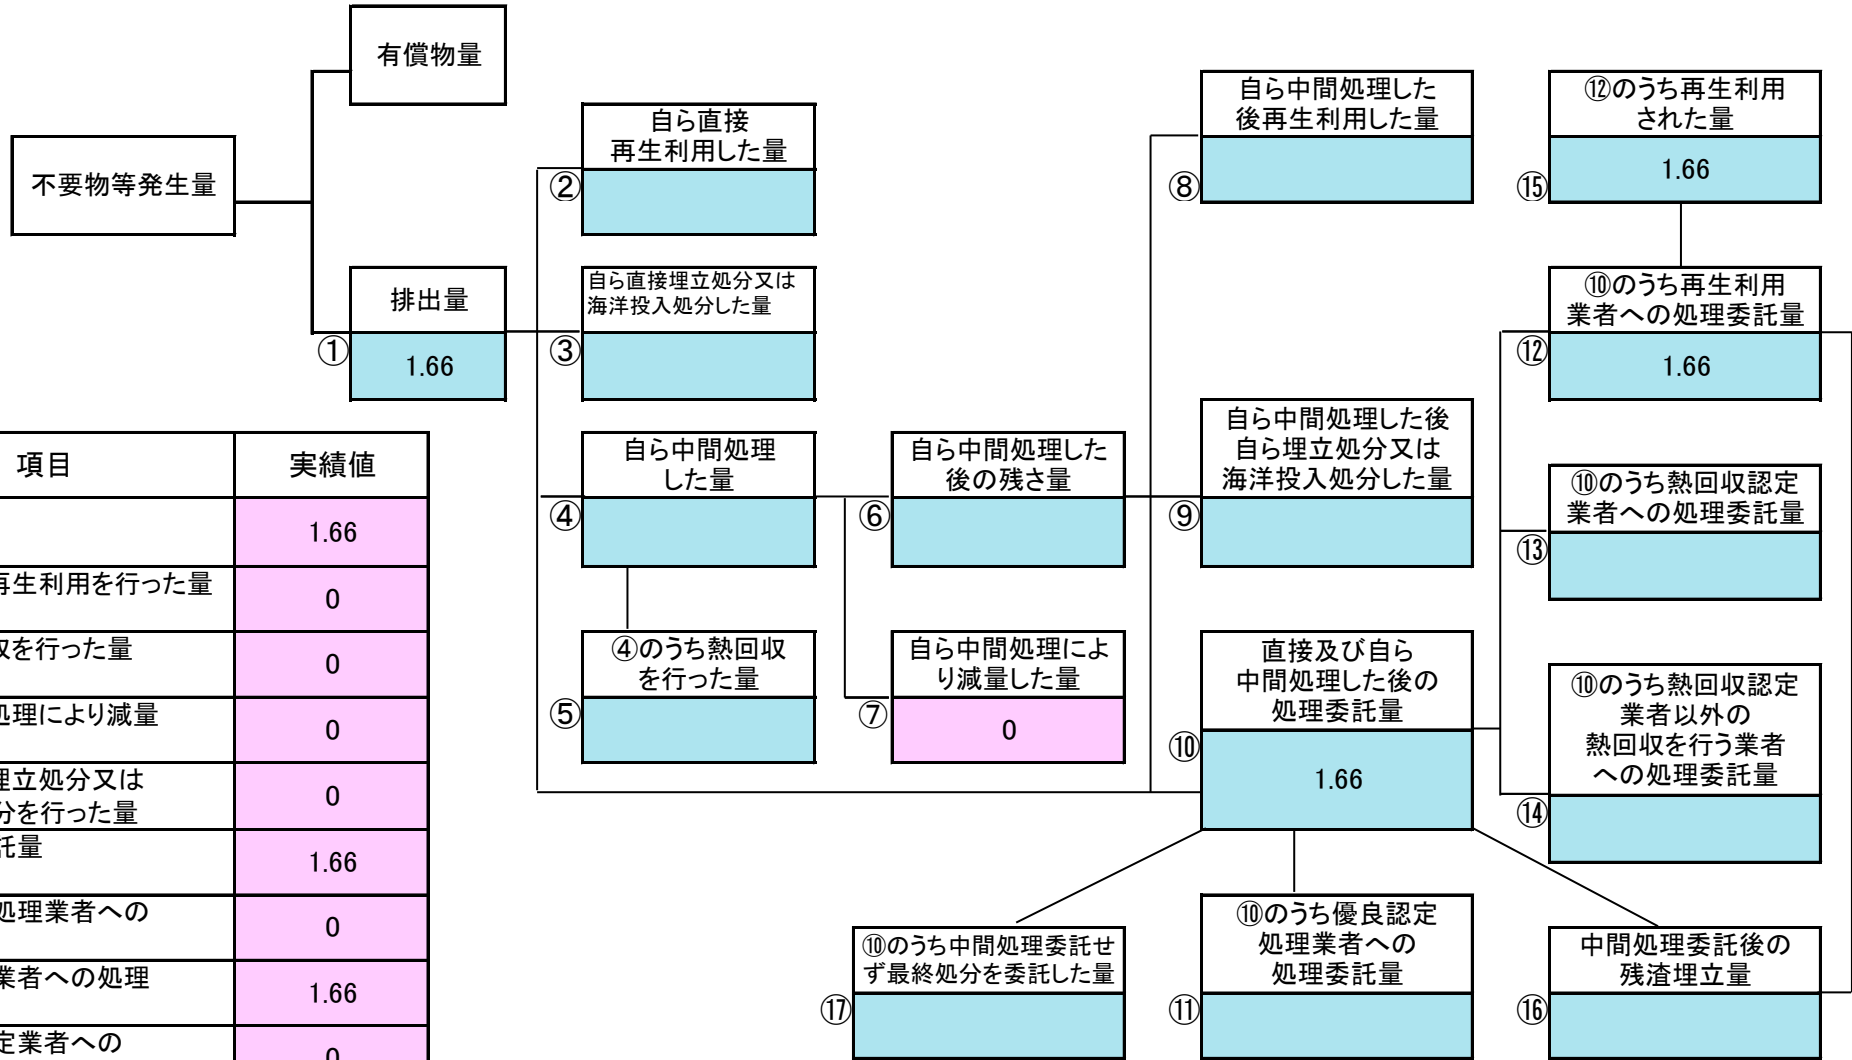 有償物量
不要物等発生量
排出量
①
1.66
自ら直接
再生利用した量
②
自ら直接埋立処分又は
海洋投入処分した量
③
自ら中間処理
した量
④
④のうち熱回収
を行った量
⑤
自ら中間処理した
後の残さ量
⑥
自ら中間処理によ
り減量した量
⑦
0
自ら中間処理した
後再生利用した量
⑧
自ら中間処理した後
自ら埋立処分又は
海洋投入処分した量
⑨
直接及び自ら
中間処理した後の
処理委託量
⑩
1.66
⑫のうち再生利用
された量
⑮
1.66
⑩のうち再生利用
業者への処理委託量
⑫
1.66
⑩のうち熱回収認定
業者への処理委託量
⑬
⑩のうち熱回収認定
業者以外の
熱回収を行う業者
への処理委託量
⑭
⑩のうち中間処理委託せ
ず最終処分を委託した量
⑰
⑩のうち優良認定
処理業者への
処理委託量
⑪
中間処理委託後の
残渣埋立量
⑯
項目 実績値
1.66
再生利用を行った量 0
を行った量 0
処理により減量 0
埋立処分又は
分を行った量 0
託量 1.66
処理業者への 0
業者への処理 1.66
定業者への 0